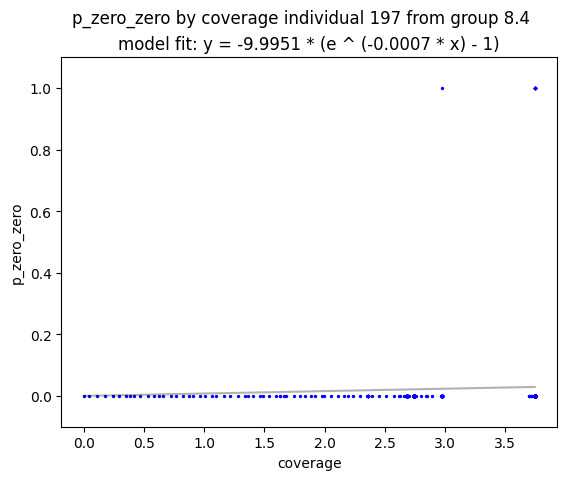 p_zero_zero by coverage individual 197 from group 8.4
model fit: y = -9.9951 * (e ^ (-0.0007 * x) - 1)
1.0
0.8
0.6
0.4
0.2
0.0
p_zero_zero
0.0 0.5 1.0 1.5 2.0 2.5 3.0 3.5
coverage